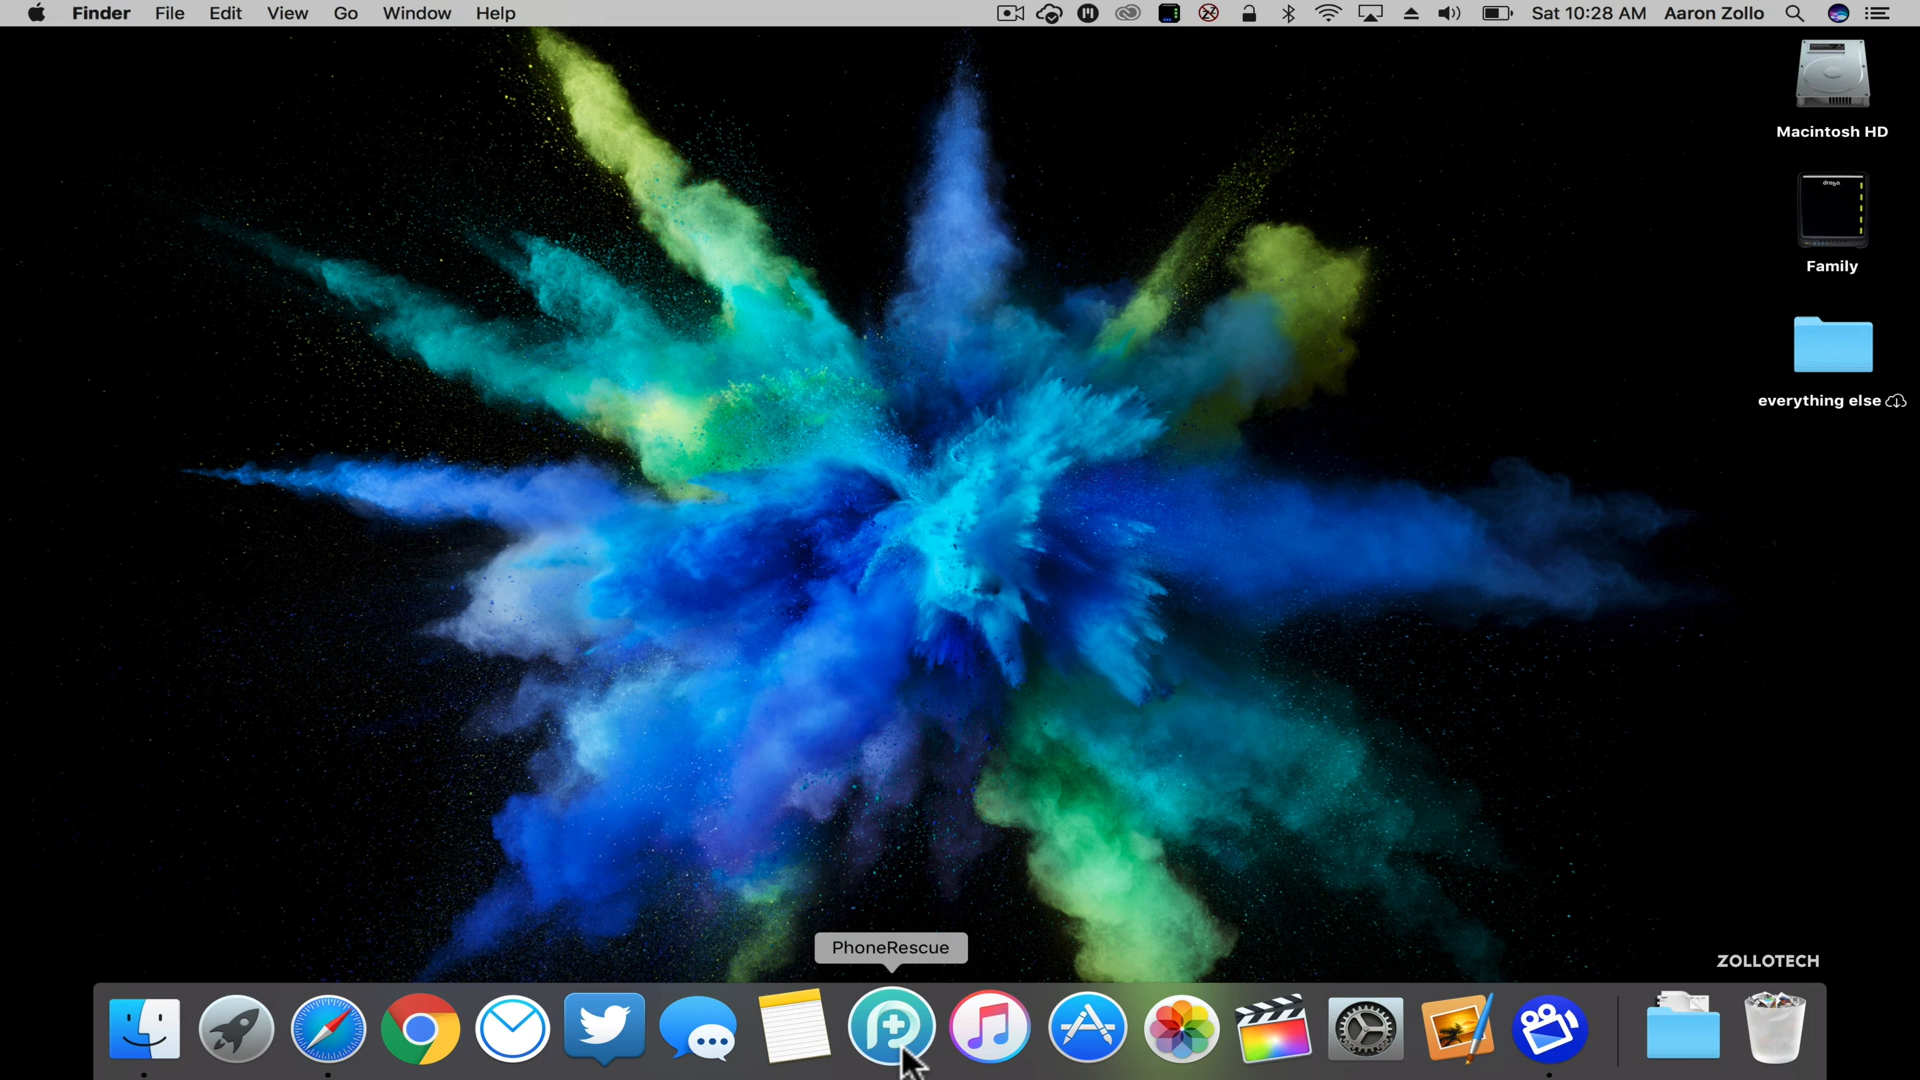 Finder File Edit View Go Window Help Sat 10:28 AM Aaron Zollo
Macintosh HD
drobo
Family
everything else
PhoneRescue
ZOLLOTECH